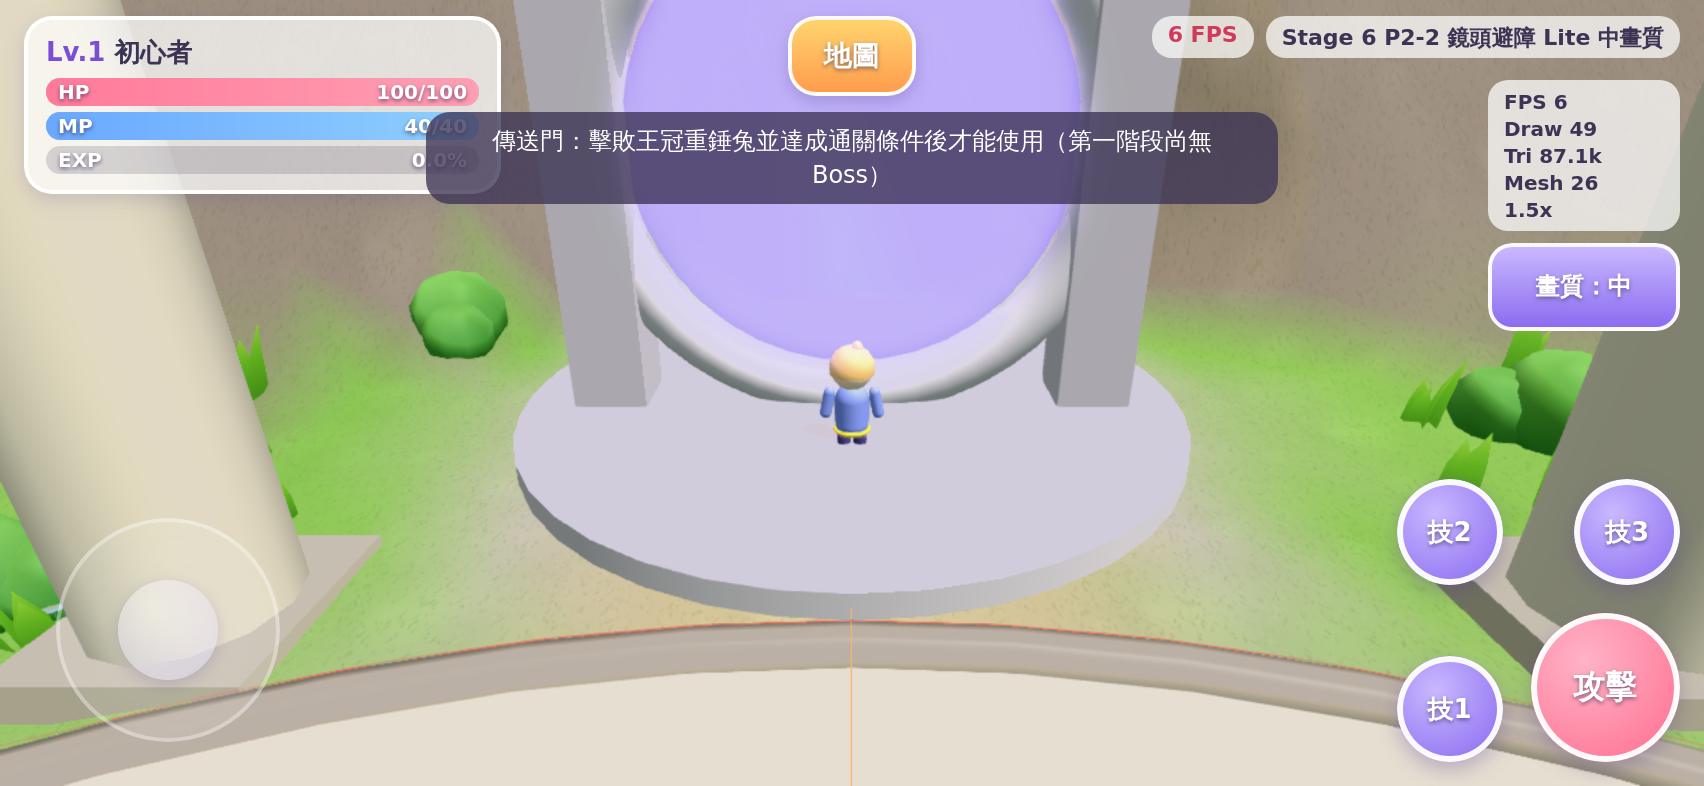 Lv.1 初心者
HP 100/100
MP 40/40
EXP 0.0%
地圖
6 FPS
Stage 6 P2-2 鏡頭避障 Lite 中畫質
傳送門：擊敗王冠重錘兔並達成通關條件後才能使用（第一階段尚無
Boss）
FPS 6
Draw 49
Tri 87.1k
Mesh 26
1.5x
畫質：中
技2
技3
技1
攻擊